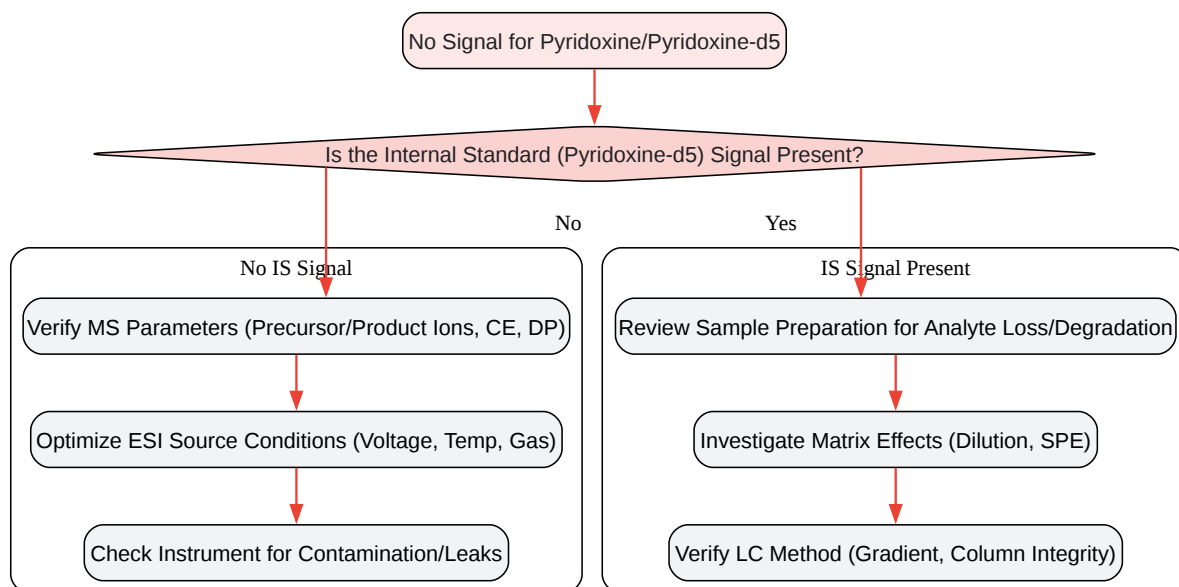 No Signal for Pyridoxine/Pyridoxine-d5
Is the Internal Standard (Pyridoxine-d5) Signal Present?
No
Yes
No IS Signal
Verify MS Parameters (Precursor/Product Ions, CE, DP)
Optimize ESI Source Conditions (Voltage, Temp, Gas)
Check Instrument for Contamination/Leaks
IS Signal Present
Review Sample Preparation for Analyte Loss/Degradation
Investigate Matrix Effects (Dilution, SPE)
Verify LC Method (Gradient, Column Integrity)